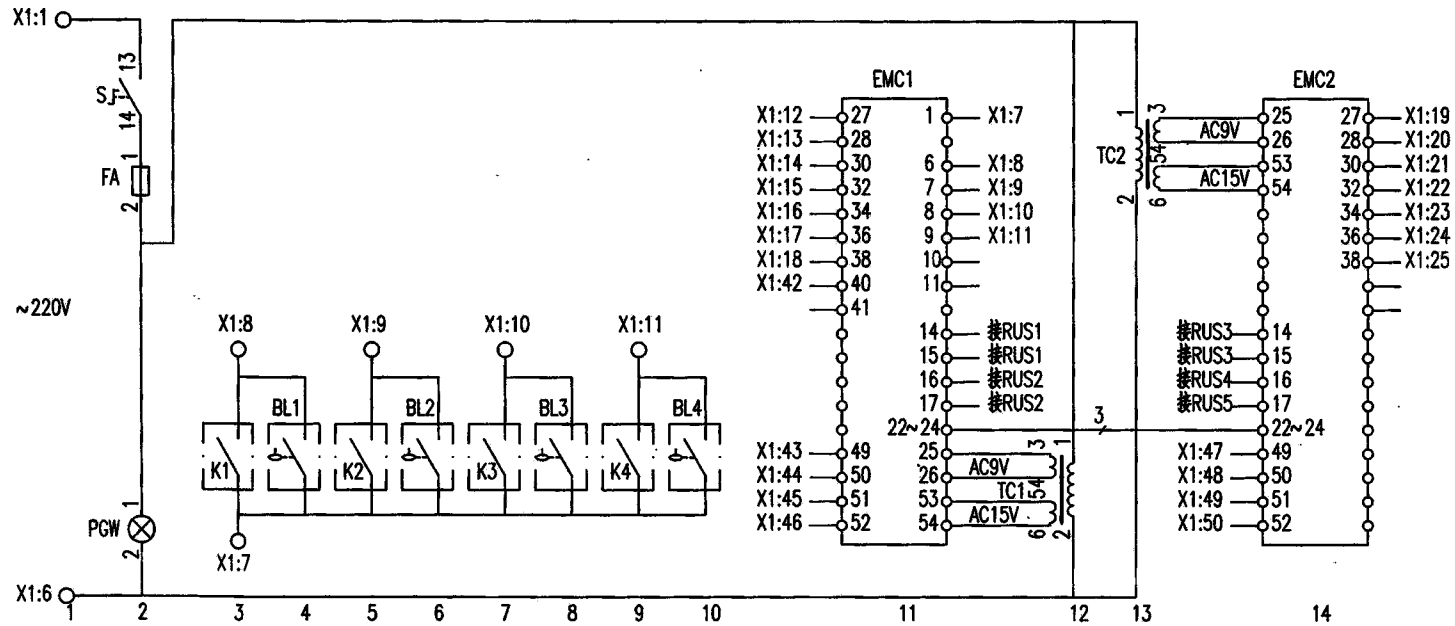 X1:1
13
S
14
1
FA
2
~220V
1
PGW
2
X1:6
X1:8
X1:9
X1:10
X1:11
BL1
BL2
BL3
BL4
K1
K2
K3
K4
X1:7
EMC1
X1:12 27 1 X1:7
X1:13 28
X1:14 30 6 X1:8
X1:15 32 7 X1:9
X1:16 34 8 X1:10
X1:17 36 9 X1:11
X1:18 38 10
X1:42 40 11
41
14 接RUS1
15 接RUS1
16 接RUS2
17 接RUS2
22~24
X1:43 49 25
X1:44 50 26
X1:45 51 53
X1:46 52 54
AC9V
AC15V
3
54
6
TC1
1
2
3
TC2
1
2
3
54
6
AC9V
AC15V
EMC2
25 27 X1:19
26 28 X1:20
53 30 X1:21
54 32 X1:22
34 X1:23
36 X1:24
38 X1:25
接RUS3 14
接RUS3 15
接RUS4 16
接RUS5 17
22~24
X1:47 49
X1:48 50
X1:49 51
X1:50 52
1 2 3 4 5 6 7 8 9 10 11 12 13 14